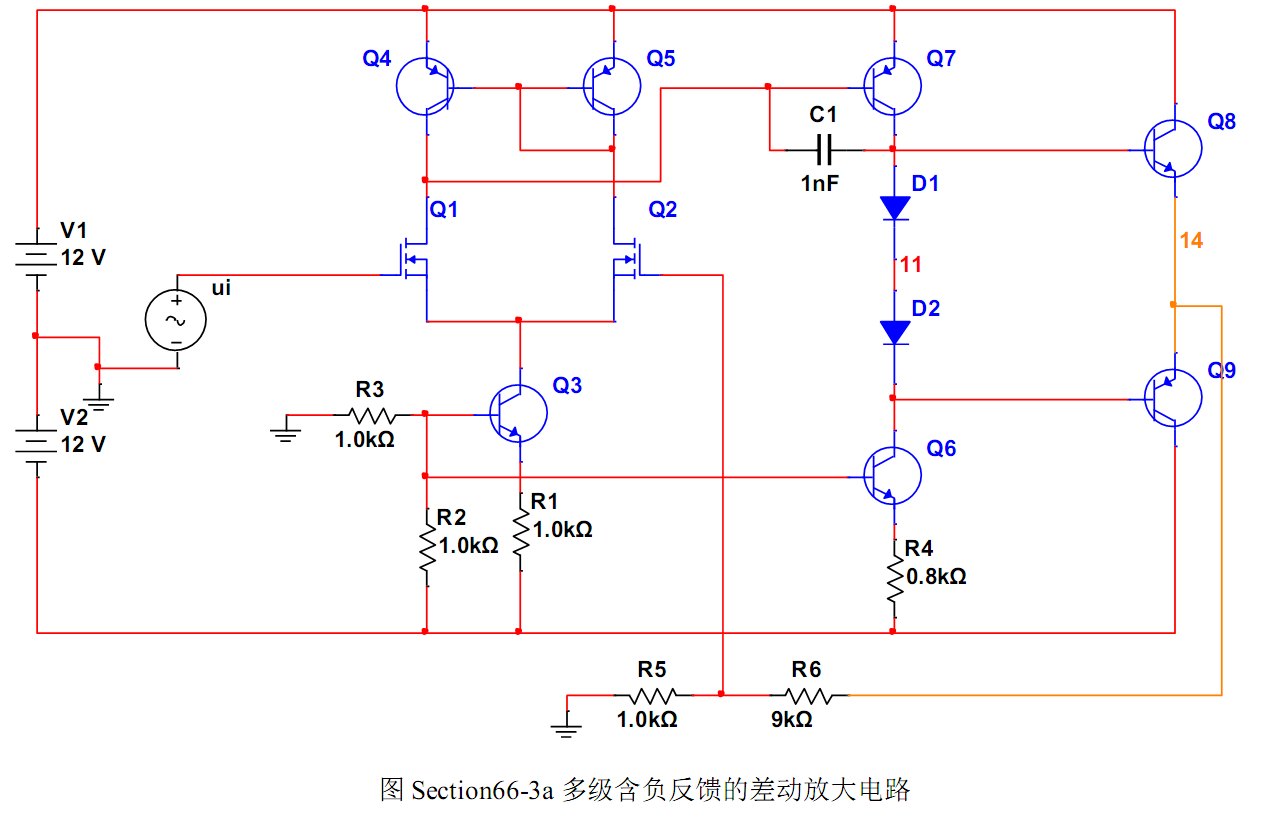 Q4
Q5
Q7
C1
1nF
Q8
D1
Q1
Q2
V1
12 V
14
11
ui
D2
Q9
R3
1.0kΩ
Q3
V2
12 V
Q6
R2
1.0kΩ
R1
1.0kΩ
R4
0.8kΩ
R5
1.0kΩ
R6
9kΩ
图 Section66-3a 多级含负反馈的差动放大电路